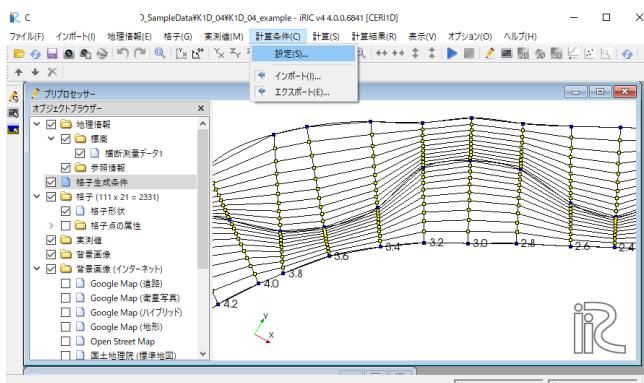 C D_SampleData¥K1D_04¥K1D_04_example - iRIC v4.0.0.6841 [CERI1D]
ファイル(F) インポート(I) 地理情報(E) 格子(G) 実測値(M) 計算条件(C) 計算(S) 計算結果(R) 表示(V) オプション(O) ヘルプ(H)
設定(S)...
インポート(I)...
エクスポート(E)...
プリプロセッサー
オブジェクトブラウザー
地理情報
標高
横断測量データ1
参照情報
格子生成条件
格子 (111 x 21 = 2331)
格子形状
格子点の属性
実測値
背景画像
背景画像 (インターネット)
Google Map (道路)
Google Map (衛星写真)
Google Map (ハイブリッド)
Google Map (地形)
Open Street Map
国土地理院 (標準地図)
4.2
4.0
3.8
3.6
3.4
3.2
3.0
2.8
2.6
2.4
Y
X
iRIC